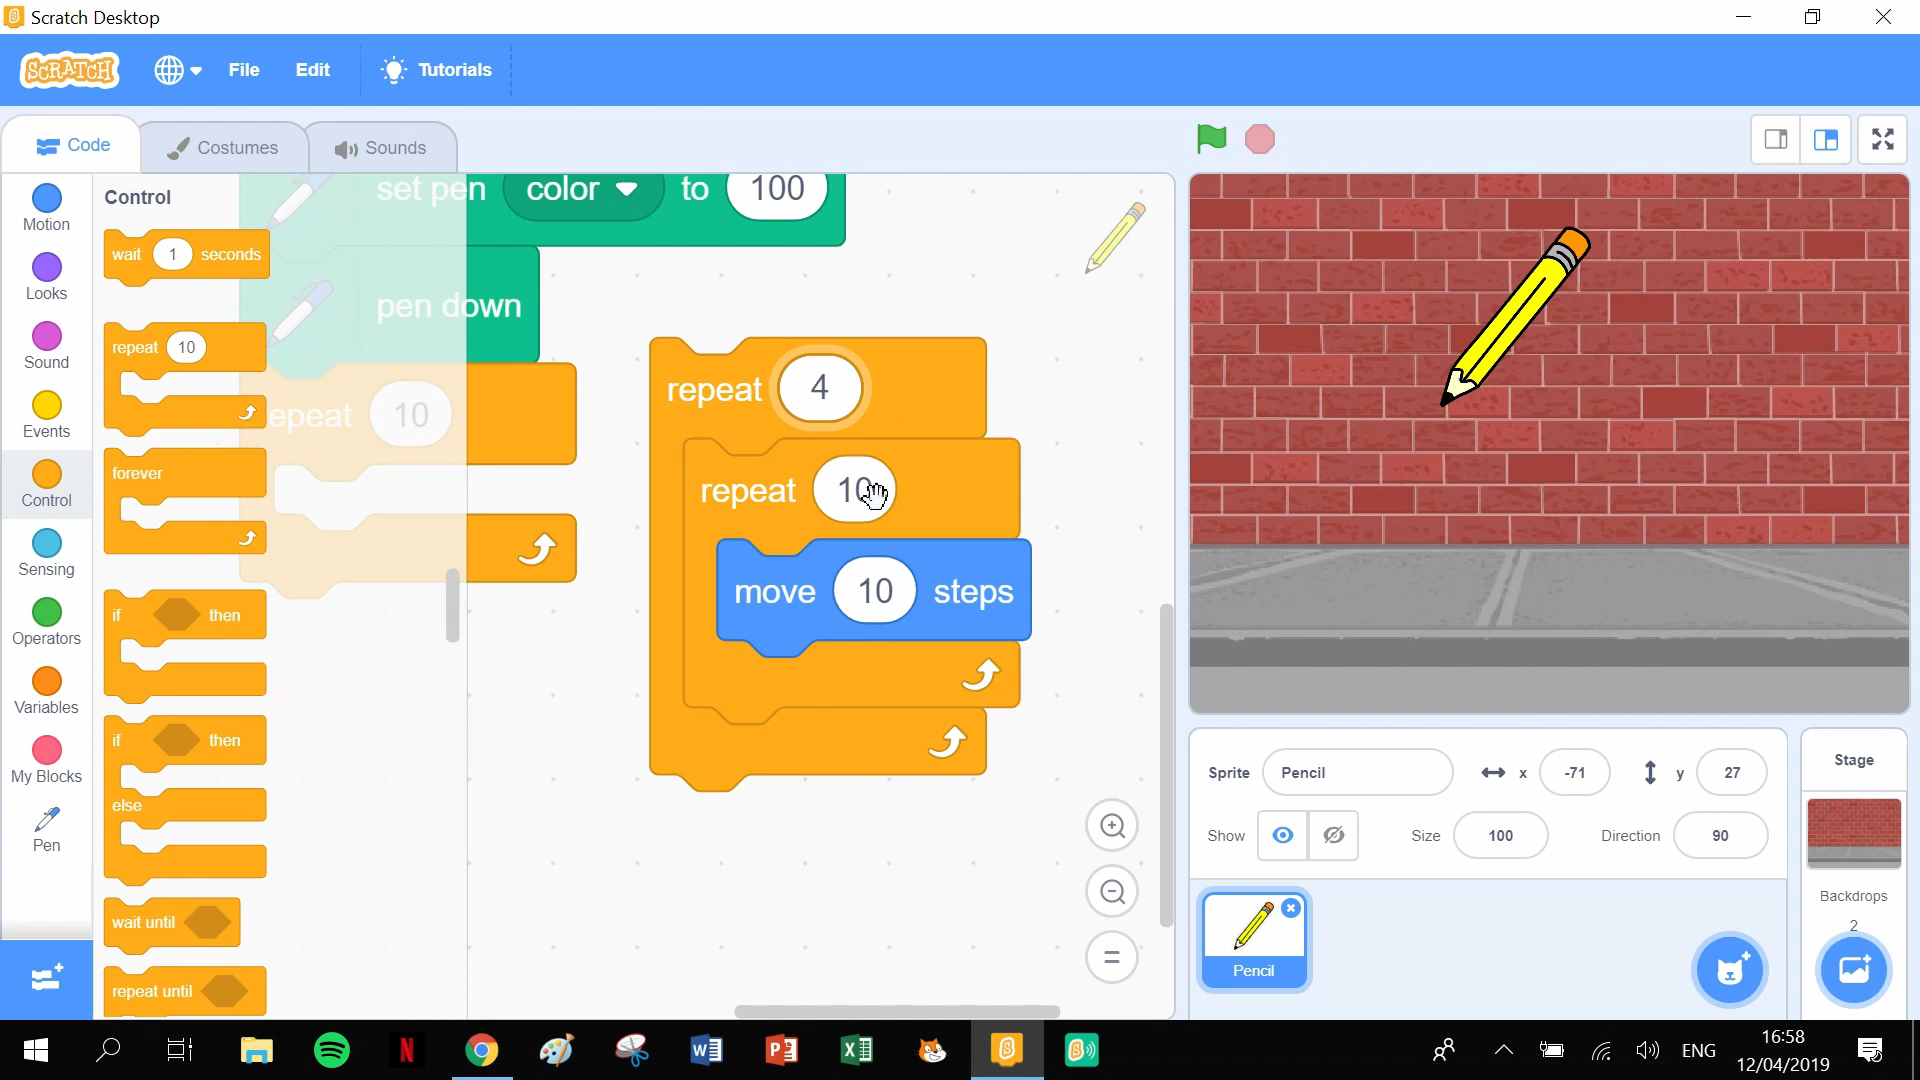 Scratch Desktop
SCRATCH
File
Edit
Tutorials
Code
Costumes
Sounds
Motion
Looks
Sound
Events
Control
Sensing
Operators
Variables
My Blocks
Pen
Control
wait 1 seconds
repeat 10
forever
if then
if then
else
wait until
repeat until
set pen color to 100
pen down
epeat 10
repeat 4
repeat 10
move 10 steps
Sprite Pencil x -71 y 27
Show Size 100 Direction 90
Pencil
Stage
Backdrops
2
ENG
16:58
12/04/2019